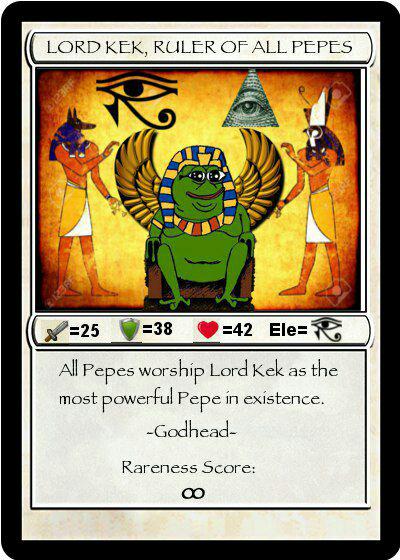 LORD KEK, RULER OF ALL PEPES
=25 =38 =42 Ele=
All Pepes worship Lord Kek as the
most powerful Pepe in existence.
-Godhead-
Rareness Score:
∞